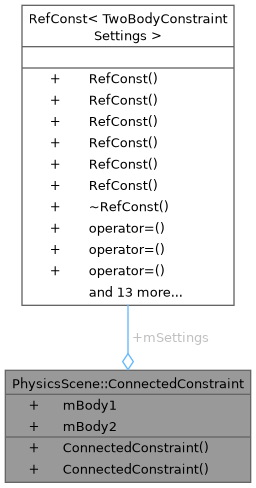 RefConst< TwoBodyConstraint
Settings >
+ RefConst()
+ RefConst()
+ RefConst()
+ RefConst()
+ RefConst()
+ RefConst()
+ ~RefConst()
+ operator=()
+ operator=()
+ operator=()
and 13 more...
+mSettings
PhysicsScene::ConnectedConstraint
+ mBody1
+ mBody2
+ ConnectedConstraint()
+ ConnectedConstraint()